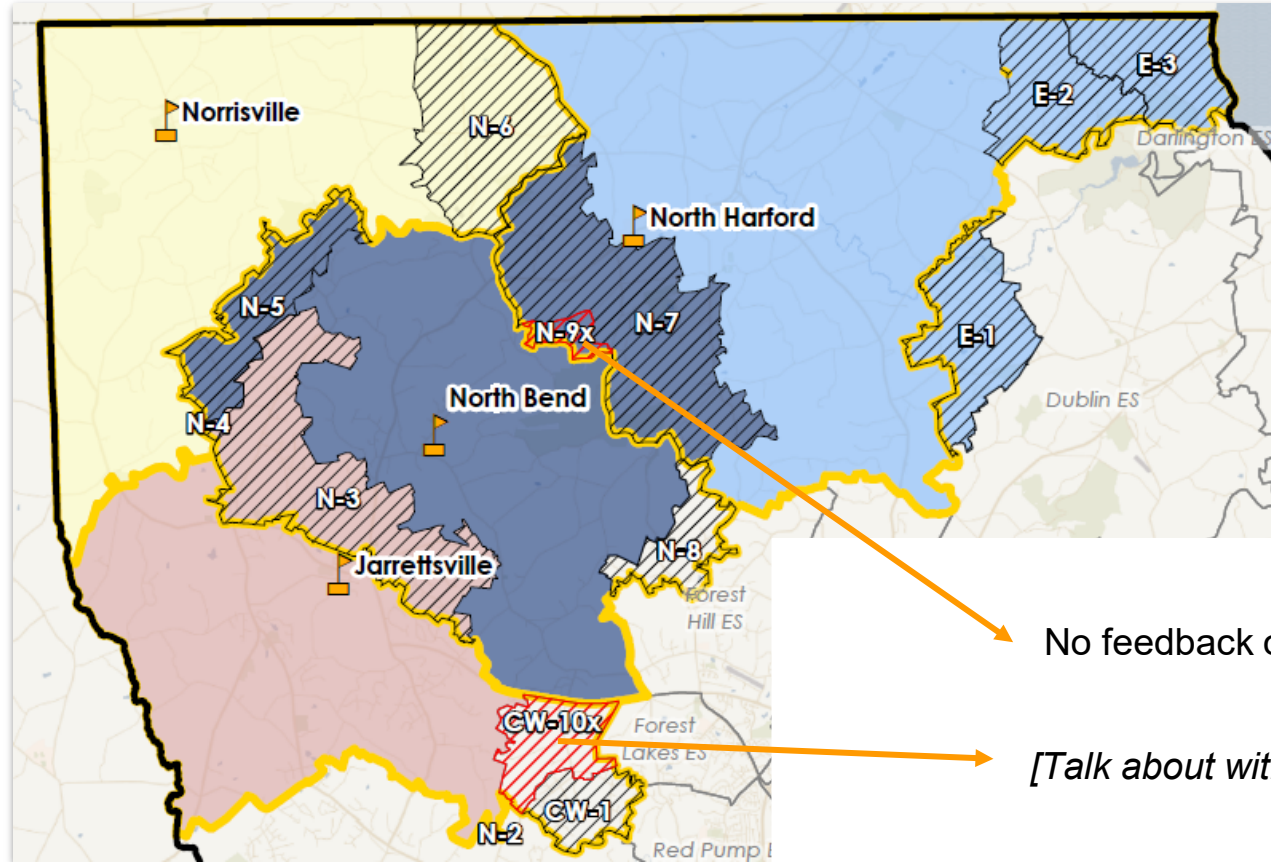 Norrisville
N-6
E-3
E-2
Darlington ES
North Harford
N-5
N-9x
N-7
E-1
North Bend
Dublin ES
N-4
N-3
N-8
Jarrettsville
Forest
Hill ES
No feedback
CW-10x
Forest
Lakes ES
[Talk about
CW-1
N-2
Red Pump